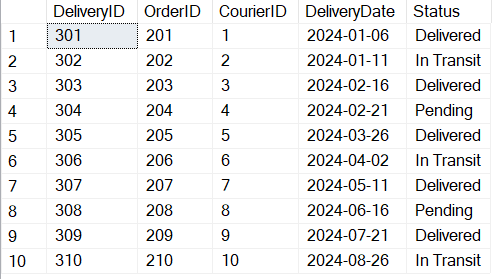 DeliveryID OrderID CourierID DeliveryDate Status
1 301 201 1 2024-01-06 Delivered
2 302 202 2 2024-01-11 In Transit
3 303 203 3 2024-02-16 Delivered
4 304 204 4 2024-02-21 Pending
5 305 205 5 2024-03-26 Delivered
6 306 206 6 2024-04-02 In Transit
7 307 207 7 2024-05-11 Delivered
8 308 208 8 2024-06-16 Pending
9 309 209 9 2024-07-21 Delivered
10 310 210 10 2024-08-26 In Transit